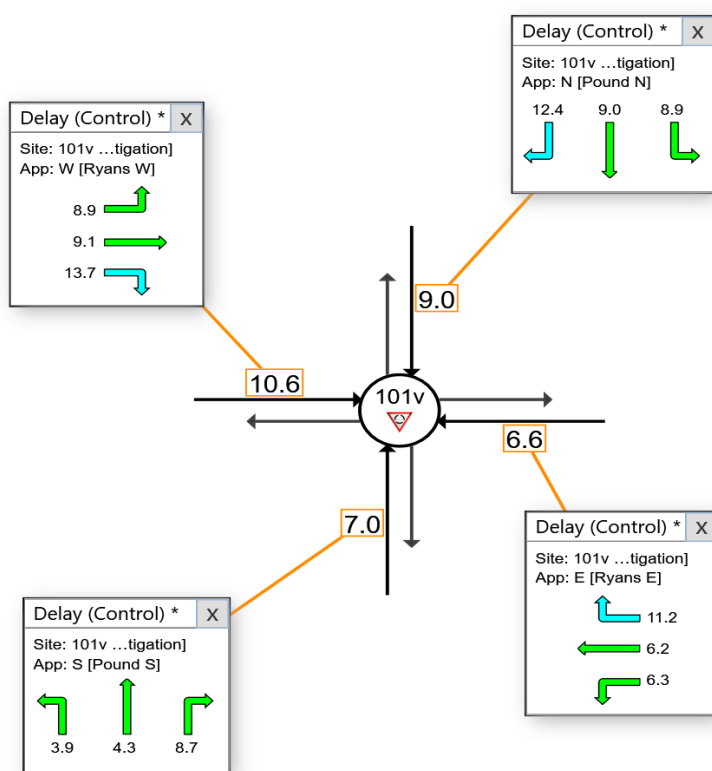 Delay (Control) * X
Site: 101v ...tigation]
App: N [Pound N]
12.4 9.0 8.9
Delay (Control) * X
Site: 101v ...tigation]
App: W [Ryans W]
8.9
9.1
13.7
9.0
10.6
101v
6.6
7.0
Delay (Control) * X
Site: 101v ...tigation]
App: E [Ryans E]
11.2
6.2
6.3
Delay (Control) * X
Site: 101v ...tigation]
App: S [Pound S]
3.9 4.3 8.7